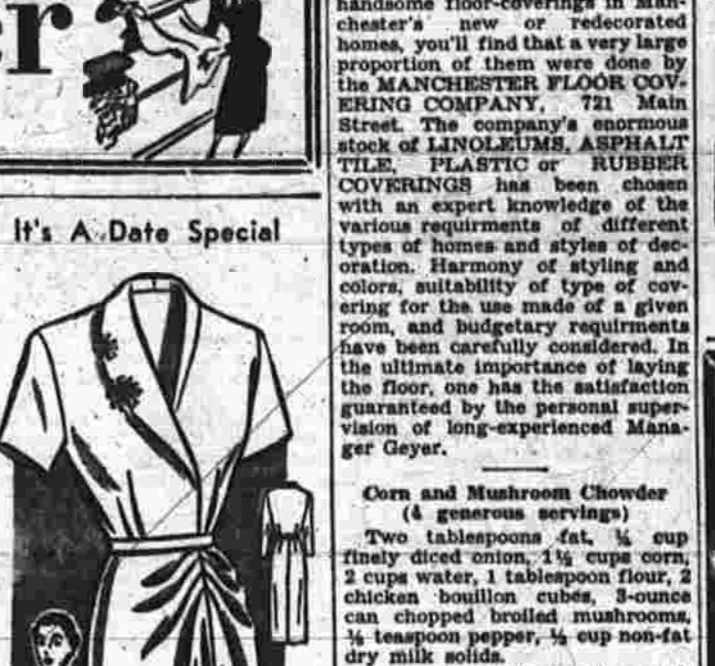 er
It's A Date Special
handsome floor-coverings in Man-
chester's new or redecorated
homes, you'll find that a very large
proportion of them were done by
the MANCHESTER FLOOR COV-
ERING COMPANY, 721 Main
Street. The company's enormous
stock of LINOLEUMS, ASPHALT
TILE, PLASTIC or RUBBER
COVERINGS has been chosen
with an expert knowledge of the
various requirments of different
types of homes and styles of dec-
oration. Harmony of styling and
colors, suitability of type of cov-
ering for the use made of a given
room, and budgetary requirments
have been carefully considered. In
the ultimate importance of laying
the floor, one has the satisfaction
guaranteed by the personal super-
vision of long-experienced Mana-
ger Geyer.
Corn and Mushroom Chowder
(4 generous servings)
Two tablespoons fat, cup
finely diced onion, 1½ cups corn,
2 cups water, 1 tablespoon flour, 2
chicken bouillon cubes, 3-ounce
can chopped broiled mushrooms,
teaspoon pepper, cup non-fat
dry milk solids.